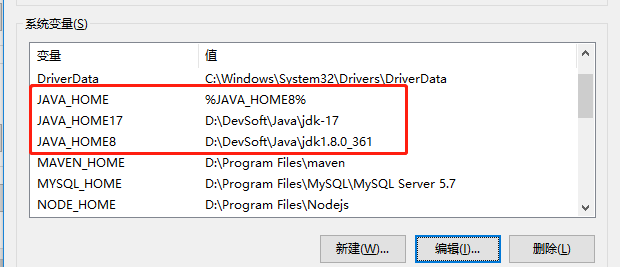 系统变量(S)
变量 值
DriverData C:\Windows\System32\Drivers\DriverData
JAVA_HOME %JAVA_HOME8%
JAVA_HOME17 D:\DevSoft\Java\jdk-17
JAVA_HOME8 D:\DevSoft\Java\jdk1.8.0_361
MAVEN_HOME D:\Program Files\maven
MYSQL_HOME D:\Program Files\MySQL\MySQL Server 5.7
NODE_HOME D:\Program Files\Nodejs
新建(W)... 编辑(I)... 删除(L)